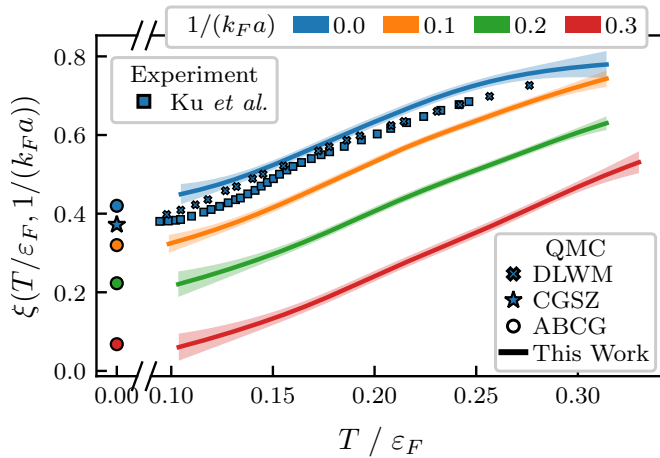 1/(k_F a) 0.0 0.1 0.2 0.3
Experiment
Ku et al.
ξ(T/ε_F, 1/(k_F a))
0.8
0.6
0.4
0.2
0.0
QMC
DLWM
CGSZ
ABCG
This Work
0.00 0.10 0.15 0.20 0.25 0.30
T / ε_F